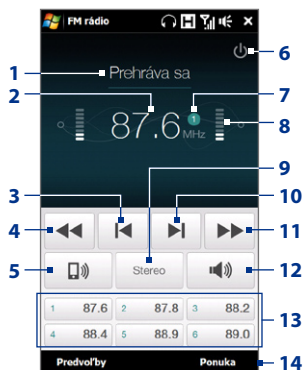 FM rádio
6
1 Prehráva sa
2 7
87.6 1 MHz
8
9
3 10
4 11
5 Stereo 12
1 87.6 2 87.8 3 88.2
13
4 88.4 5 88.9 6 89.0
Predvoľby Ponuka 14